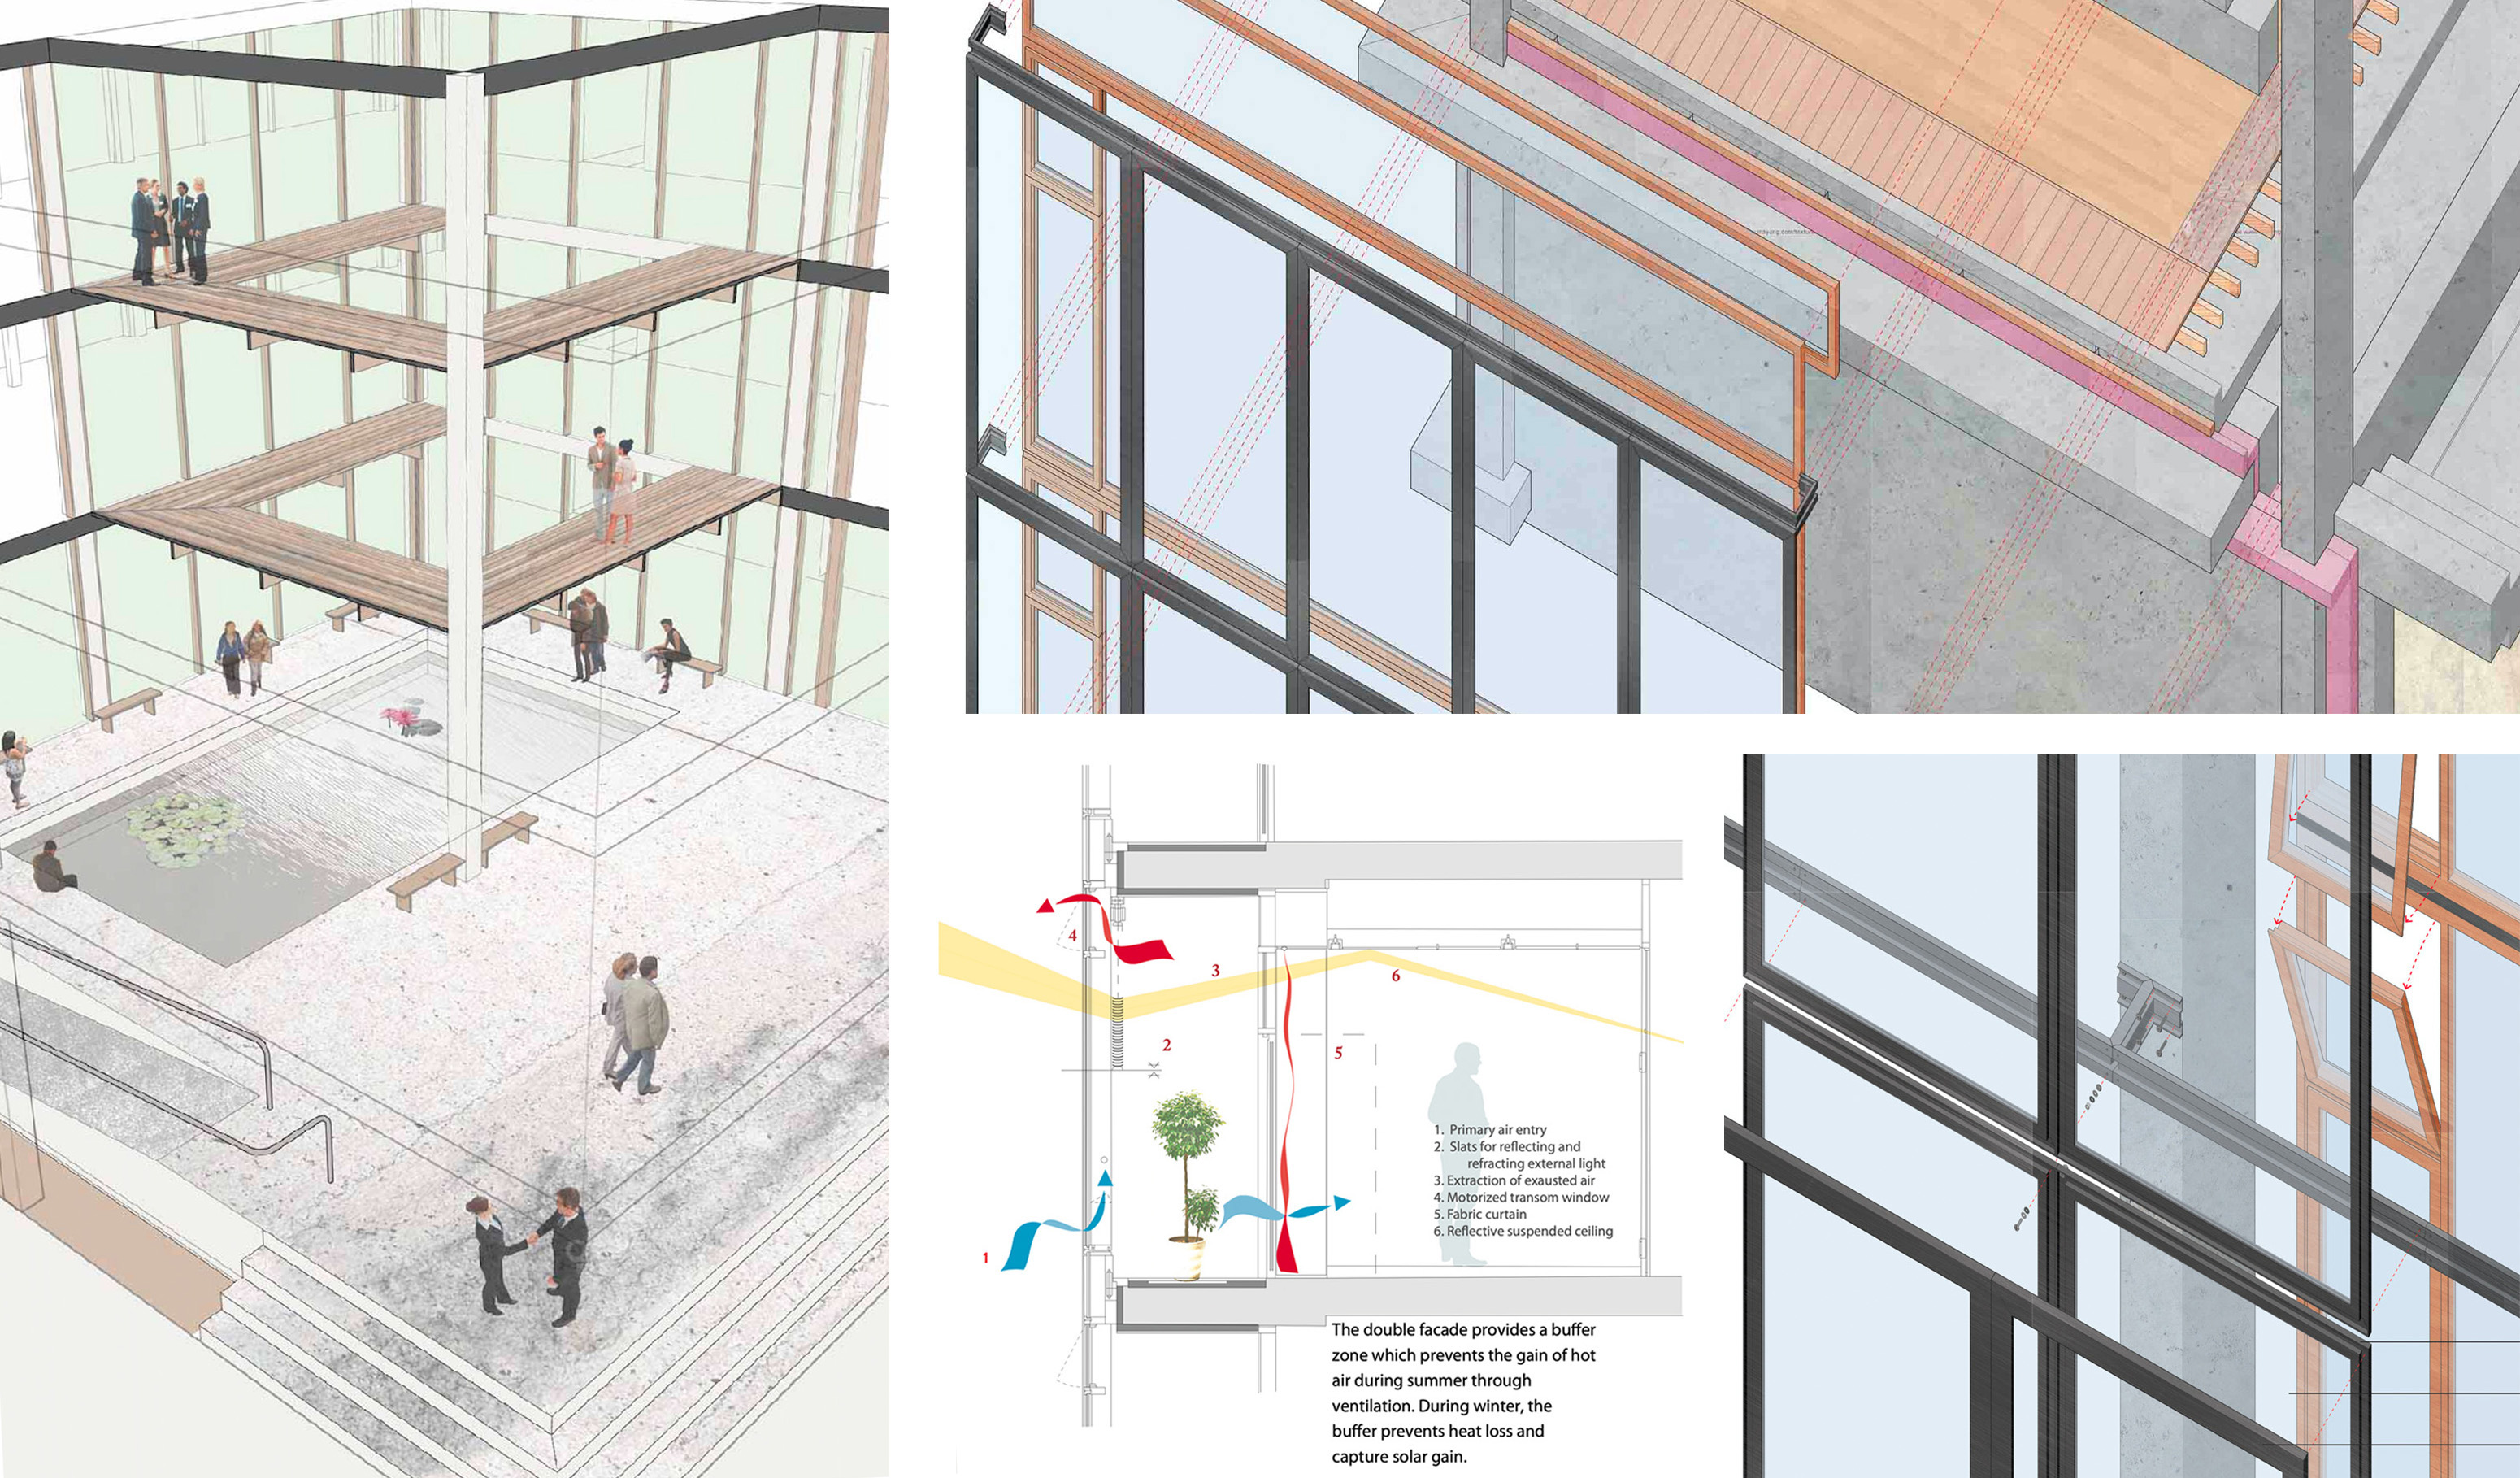 4
3
6
2
5
1
1. Primary air entry
2. Slats for reflecting and
refracting external light
3. Extraction of exausted air
4. Motorized transom window
5. Fabric curtain
6. Reflective suspended ceiling
The double facade provides a buffer
zone which prevents the gain of hot
air during summer through
ventilation. During winter, the
buffer prevents heat loss and
capture solar gain.